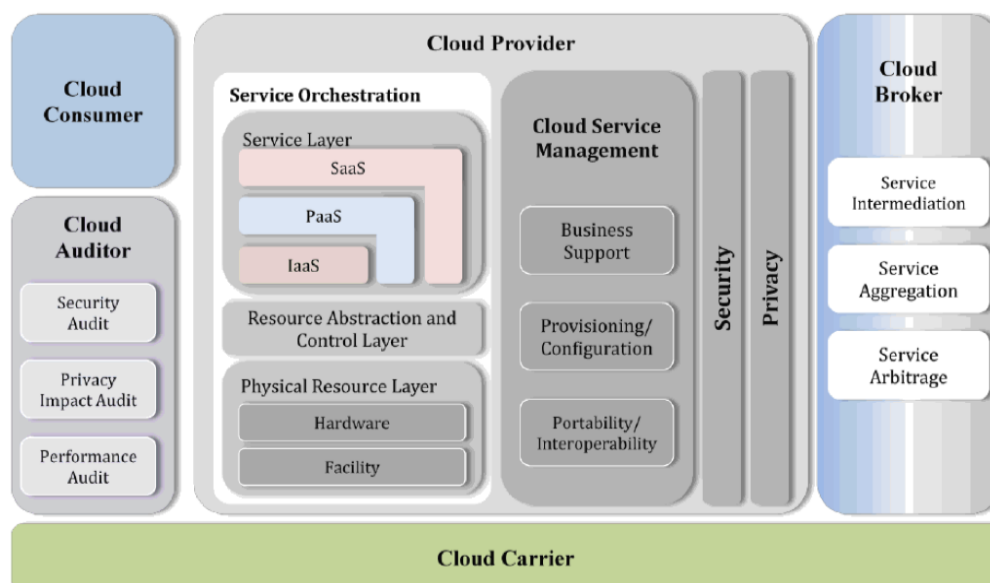 Cloud
Consumer
Cloud
Auditor
Security
Audit
Privacy
Impact Audit
Performance
Audit
Cloud Provider
Service Orchestration
Service Layer
SaaS
PaaS
IaaS
Resource Abstraction and
Control Layer
Physical Resource Layer
Hardware
Facility
Cloud Service
Management
Business
Support
Provisioning/
Configuration
Portability/
Interoperability
Security
Privacy
Cloud
Broker
Service
Intermediation
Service
Aggregation
Service
Arbitrage
Cloud Carrier